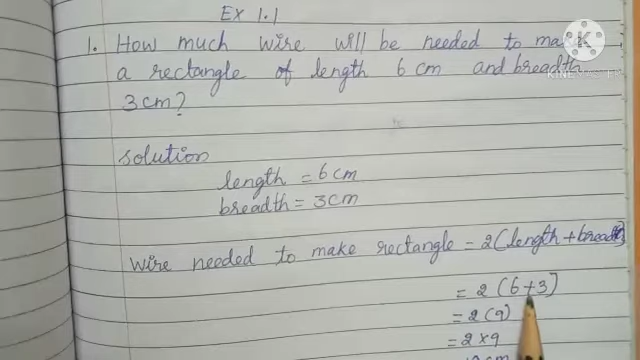 Ex 1.1
1. How much wire will be needed to
a rectangle of length 6 cm and breadth
3 cm?
solution
length = 6 cm
breadth = 3 cm
wire needed to make rectangle = 2(length + breadth)
= 2 (6+3)
= 2 (9)
= 2 × 9